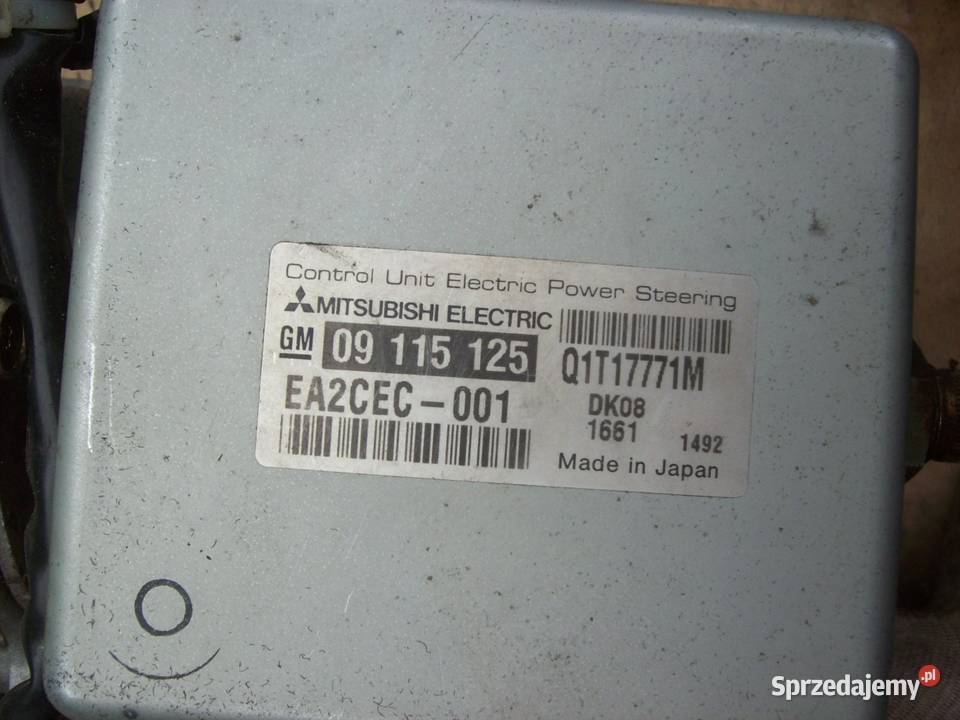 Control Unit Electric Power Steering
MITSUBISHI ELECTRIC
GM 09 115 125
Q1T17771M
EA2CEC-001
DK08
1661 1492
Made in Japan
Sprzedajemy.pl